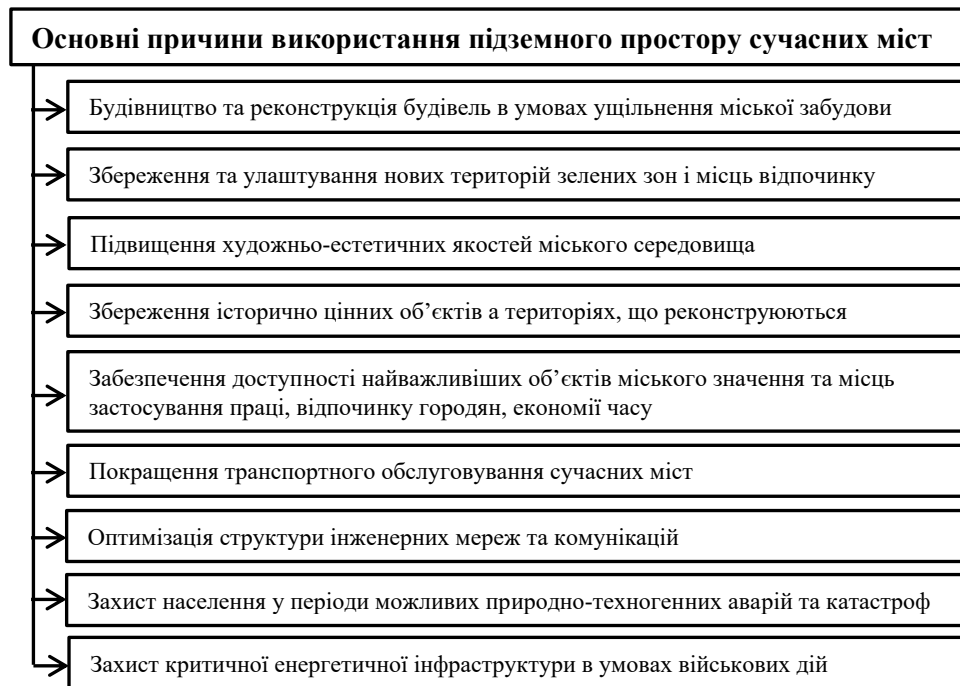 Основні причини використання підземного простору сучасних міст
Будівництво та реконструкція будівель в умовах ущільнення міської забудови
Збереження та улаштування нових територій зелених зон і місць відпочинку
Підвищення художньо-естетичних якостей міського середовища
Збереження історично цінних об’єктів а територіях, що реконструюються
Забезпечення доступності найважливіших об’єктів міського значення та місць
застосування праці, відпочинку городян, економії часу
Покращення транспортного обслуговування сучасних міст
Оптимізація структури інженерних мереж та комунікацій
Захист населення у періоди можливих природно-техногенних аварій та катастроф
Захист критичної енергетичної інфраструктури в умовах військових дій